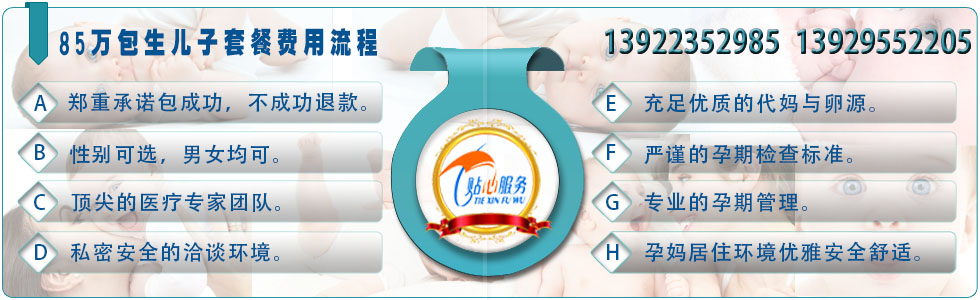 85万包生儿子套餐费用流程
13922352985 13929552205
A 郑重承诺包成功，不成功退款。
B 性别可选，男女均可。
C 顶尖的医疗专家团队。
D 私密安全的洽谈环境。
贴心服务
TIE XIN FU WU
E 充足优质的代妈与卵源。
F 严谨的孕期检查标准。
G 专业的孕期管理。
H 孕妈居住环境优雅安全舒适。